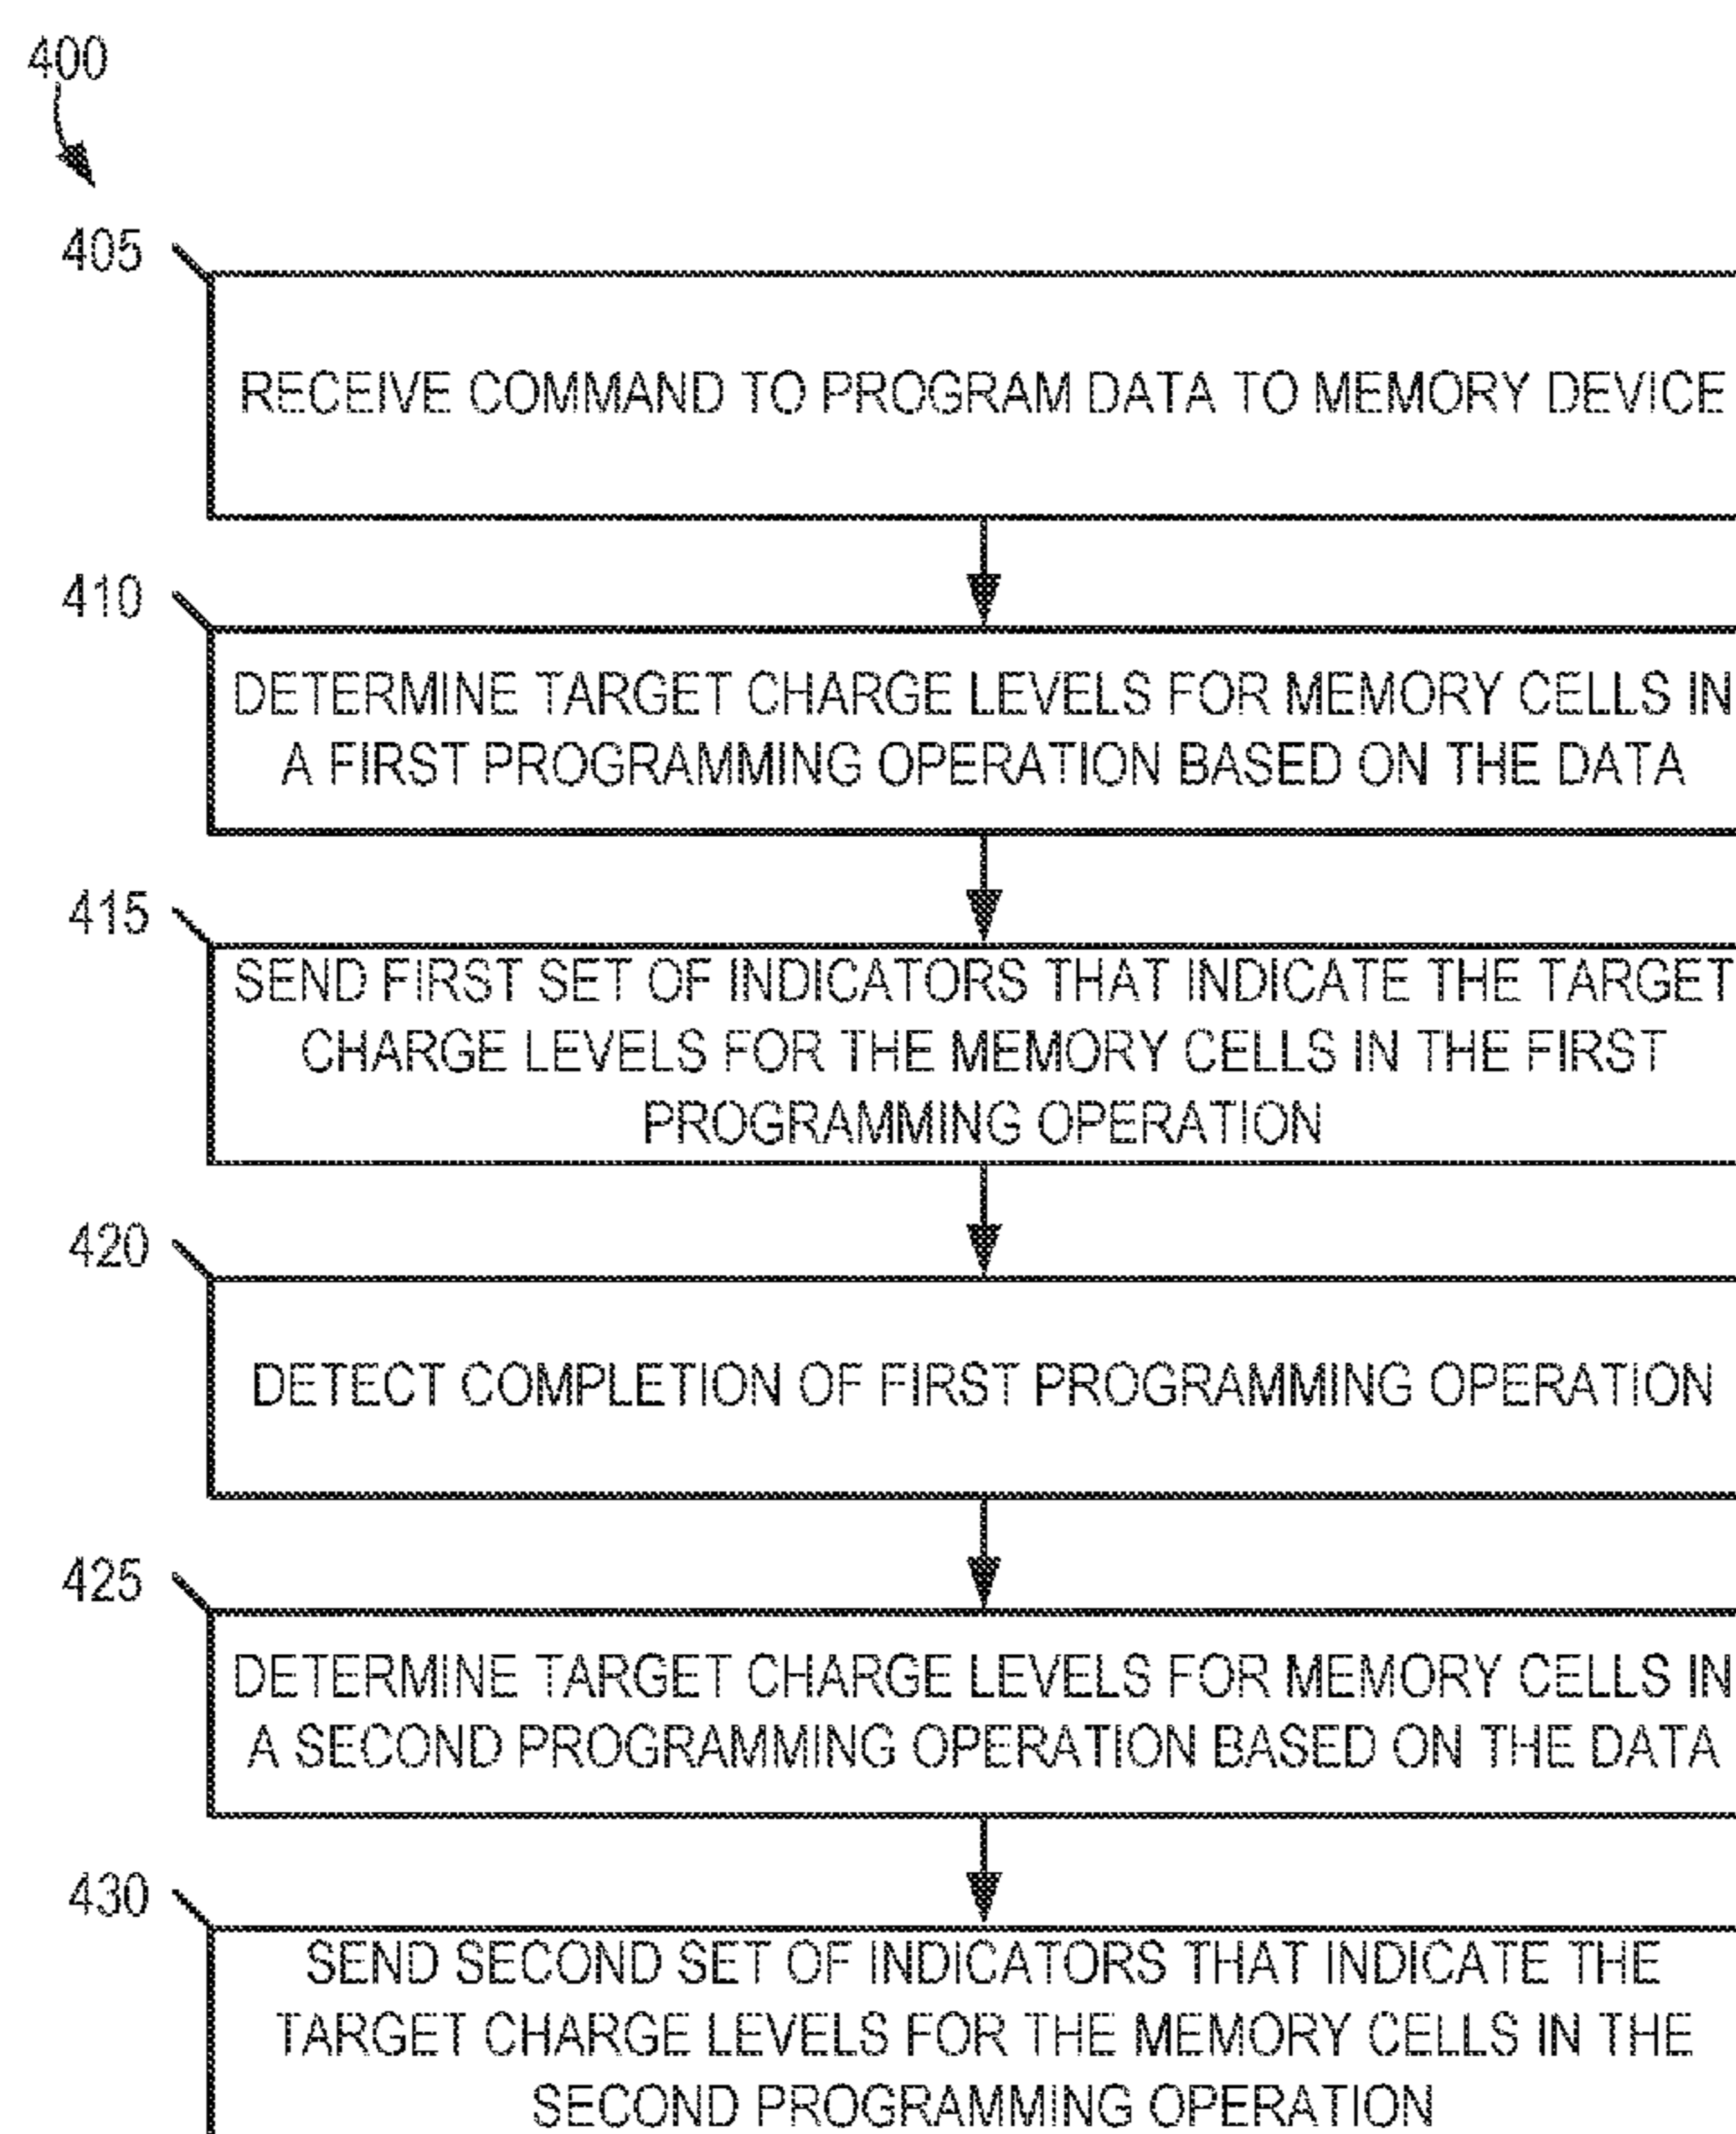 400
405
RECEIVE COMMAND TO PROGRAM DATA TO MEMORY DEVICE
410
DETERMINE TARGET CHARGE LEVELS FOR MEMORY CELLS IN
A FIRST PROGRAMMING OPERATION BASED ON THE DATA
415
SEND FIRST SET OF INDICATORS THAT INDICATE THE TARGET
CHARGE LEVELS FOR THE MEMORY CELLS IN THE FIRST
PROGRAMMING OPERATION
420
DETECT COMPLETION OF FIRST PROGRAMMING OPERATION
425
DETERMINE TARGET CHARGE LEVELS FOR MEMORY CELLS IN
A SECOND PROGRAMMING OPERATION BASED ON THE DATA
430
SEND SECOND SET OF INDICATORS THAT INDICATE THE
TARGET CHARGE LEVELS FOR THE MEMORY CELLS IN THE
SECOND PROGRAMMING OPERATION